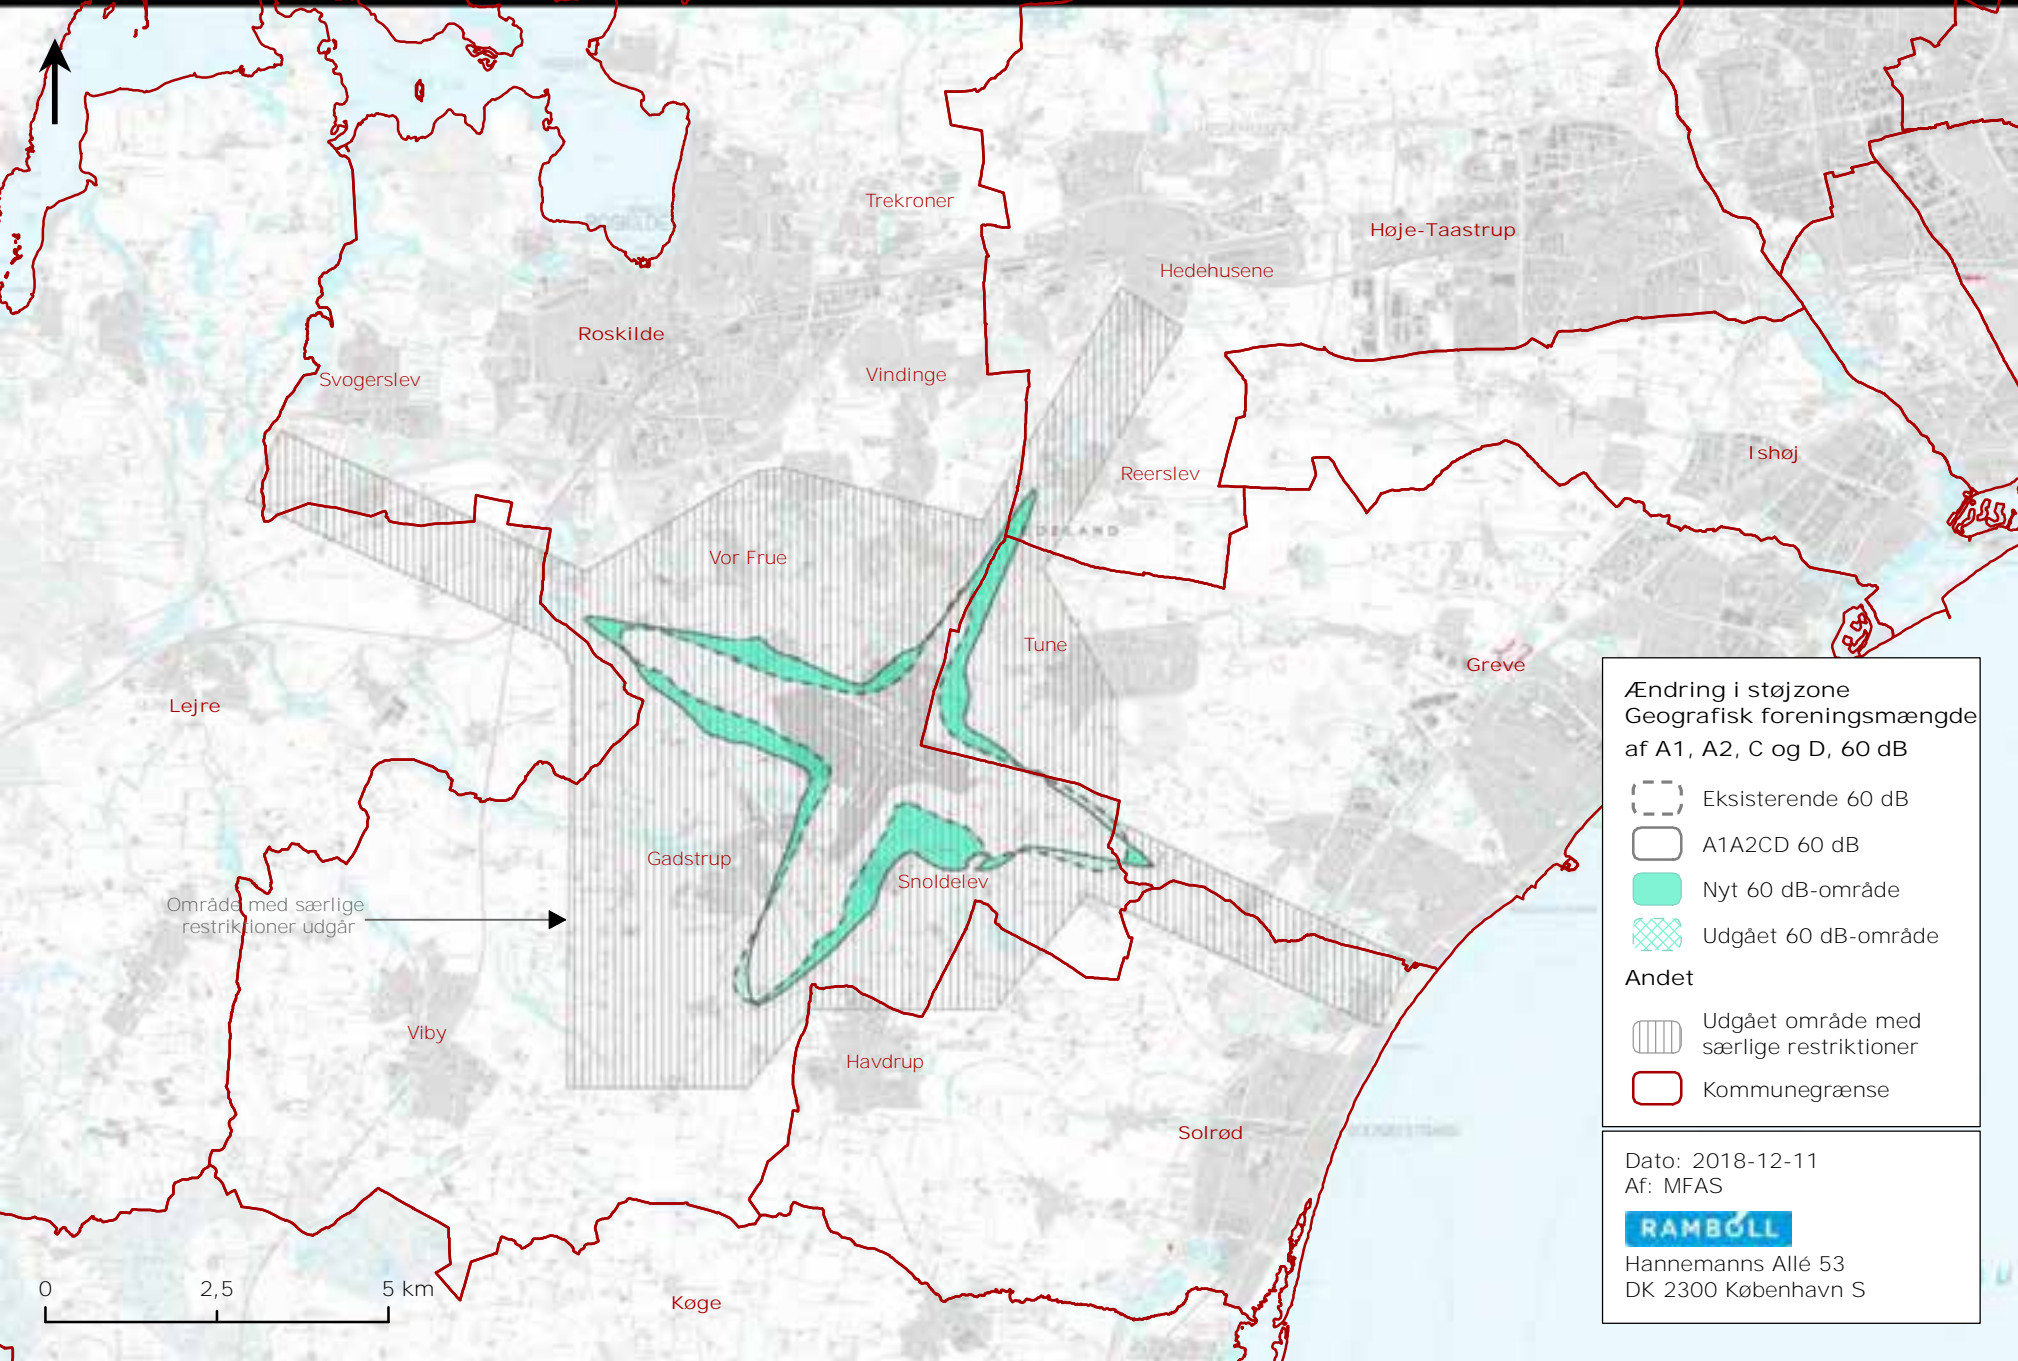 Trekroner
Høje-Taastrup
Hedehusene
Roskilde
Svogerslev
Vindinge
Ishøj
Reerslev
Vor Frue
Tune
Greve
Lejre
Gadstrup
Snoldelev
Område med særlige
restriktioner udgår
Viby
Havdrup
Solrød
Køge
0 2,5 5 km
Ændring i støjzone
Geografisk foreningsmængde
af A1, A2, C og D, 60 dB
Eksisterende 60 dB
A1A2CD 60 dB
Nyt 60 dB-område
Udgået 60 dB-område
Andet
Udgået område med
særlige restriktioner
Kommunegrænse
Dato: 2018-12-11
Af: MFAS
RAMBOLL
Hannemanns Allé 53
DK 2300 København S